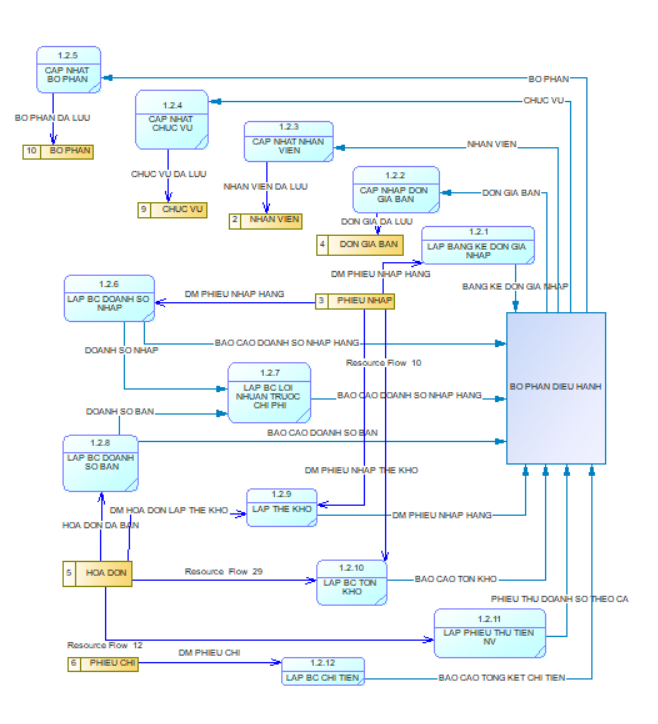 1.2.5
CAP NHAT
BO PHAN
BO PHAN
1.2.4
CAP NHAT
CHUC VU
CHUC VU
BO PHAN DA LUU
1.2.3
CAP NHAT NHAN
VIEN
NHAN VIEN
10 BO PHAN
CHUC VU DA LUU
1.2.2
CAP NHAP DON
GIA BAN
DON GIA BAN
NHAN VIEN DA LUU
9 CHUC VU
2 NHAN VIEN
DON GIA DA LUU
1.2.1
LAP BANG KE DON GIA
NHAP
4 DON GIA BAN
DM PHIEU NHAP HANG
BANG KE DON GIA NHAP
1.2.6
LAP BC DOANH SO
NHAP
DM PHIEU NHAP HANG
3 PHIEU NHAP
BAO CAO DOANH SO NHAP HANG
DOANH SO NHAP
Resource Flow 10
1.2.7
LAP BC LOI
NHUAN TRUOC
CHI PHI
BO PHAN DIEU HANH
BAO CAO DOANH SO NHAP HANG
DOANH SO BAN
BAO CAO DOANH SO BAN
1.2.8
LAP BC DOANH
SO BAN
DM PHIEU NHAP THE KHO
1.2.9
LAP THE KHO
DM HOA DON LAP THE KHO
DM PHIEU NHAP HANG
HOA DON DA BAN
5 HOA DON
Resource Flow 29
1.2.10
LAP BC TON
KHO
BAO CAO TON KHO
PHIEU THU DOANH SO THEO CA
1.2.11
LAP PHIEU THU TIEN
NV
Resource Flow 12
DM PHIEU CHI
6 PHIEU CHI
1.2.12
LAP BC CHI TIEN
BAO CAO TONG KET CHI TIEN